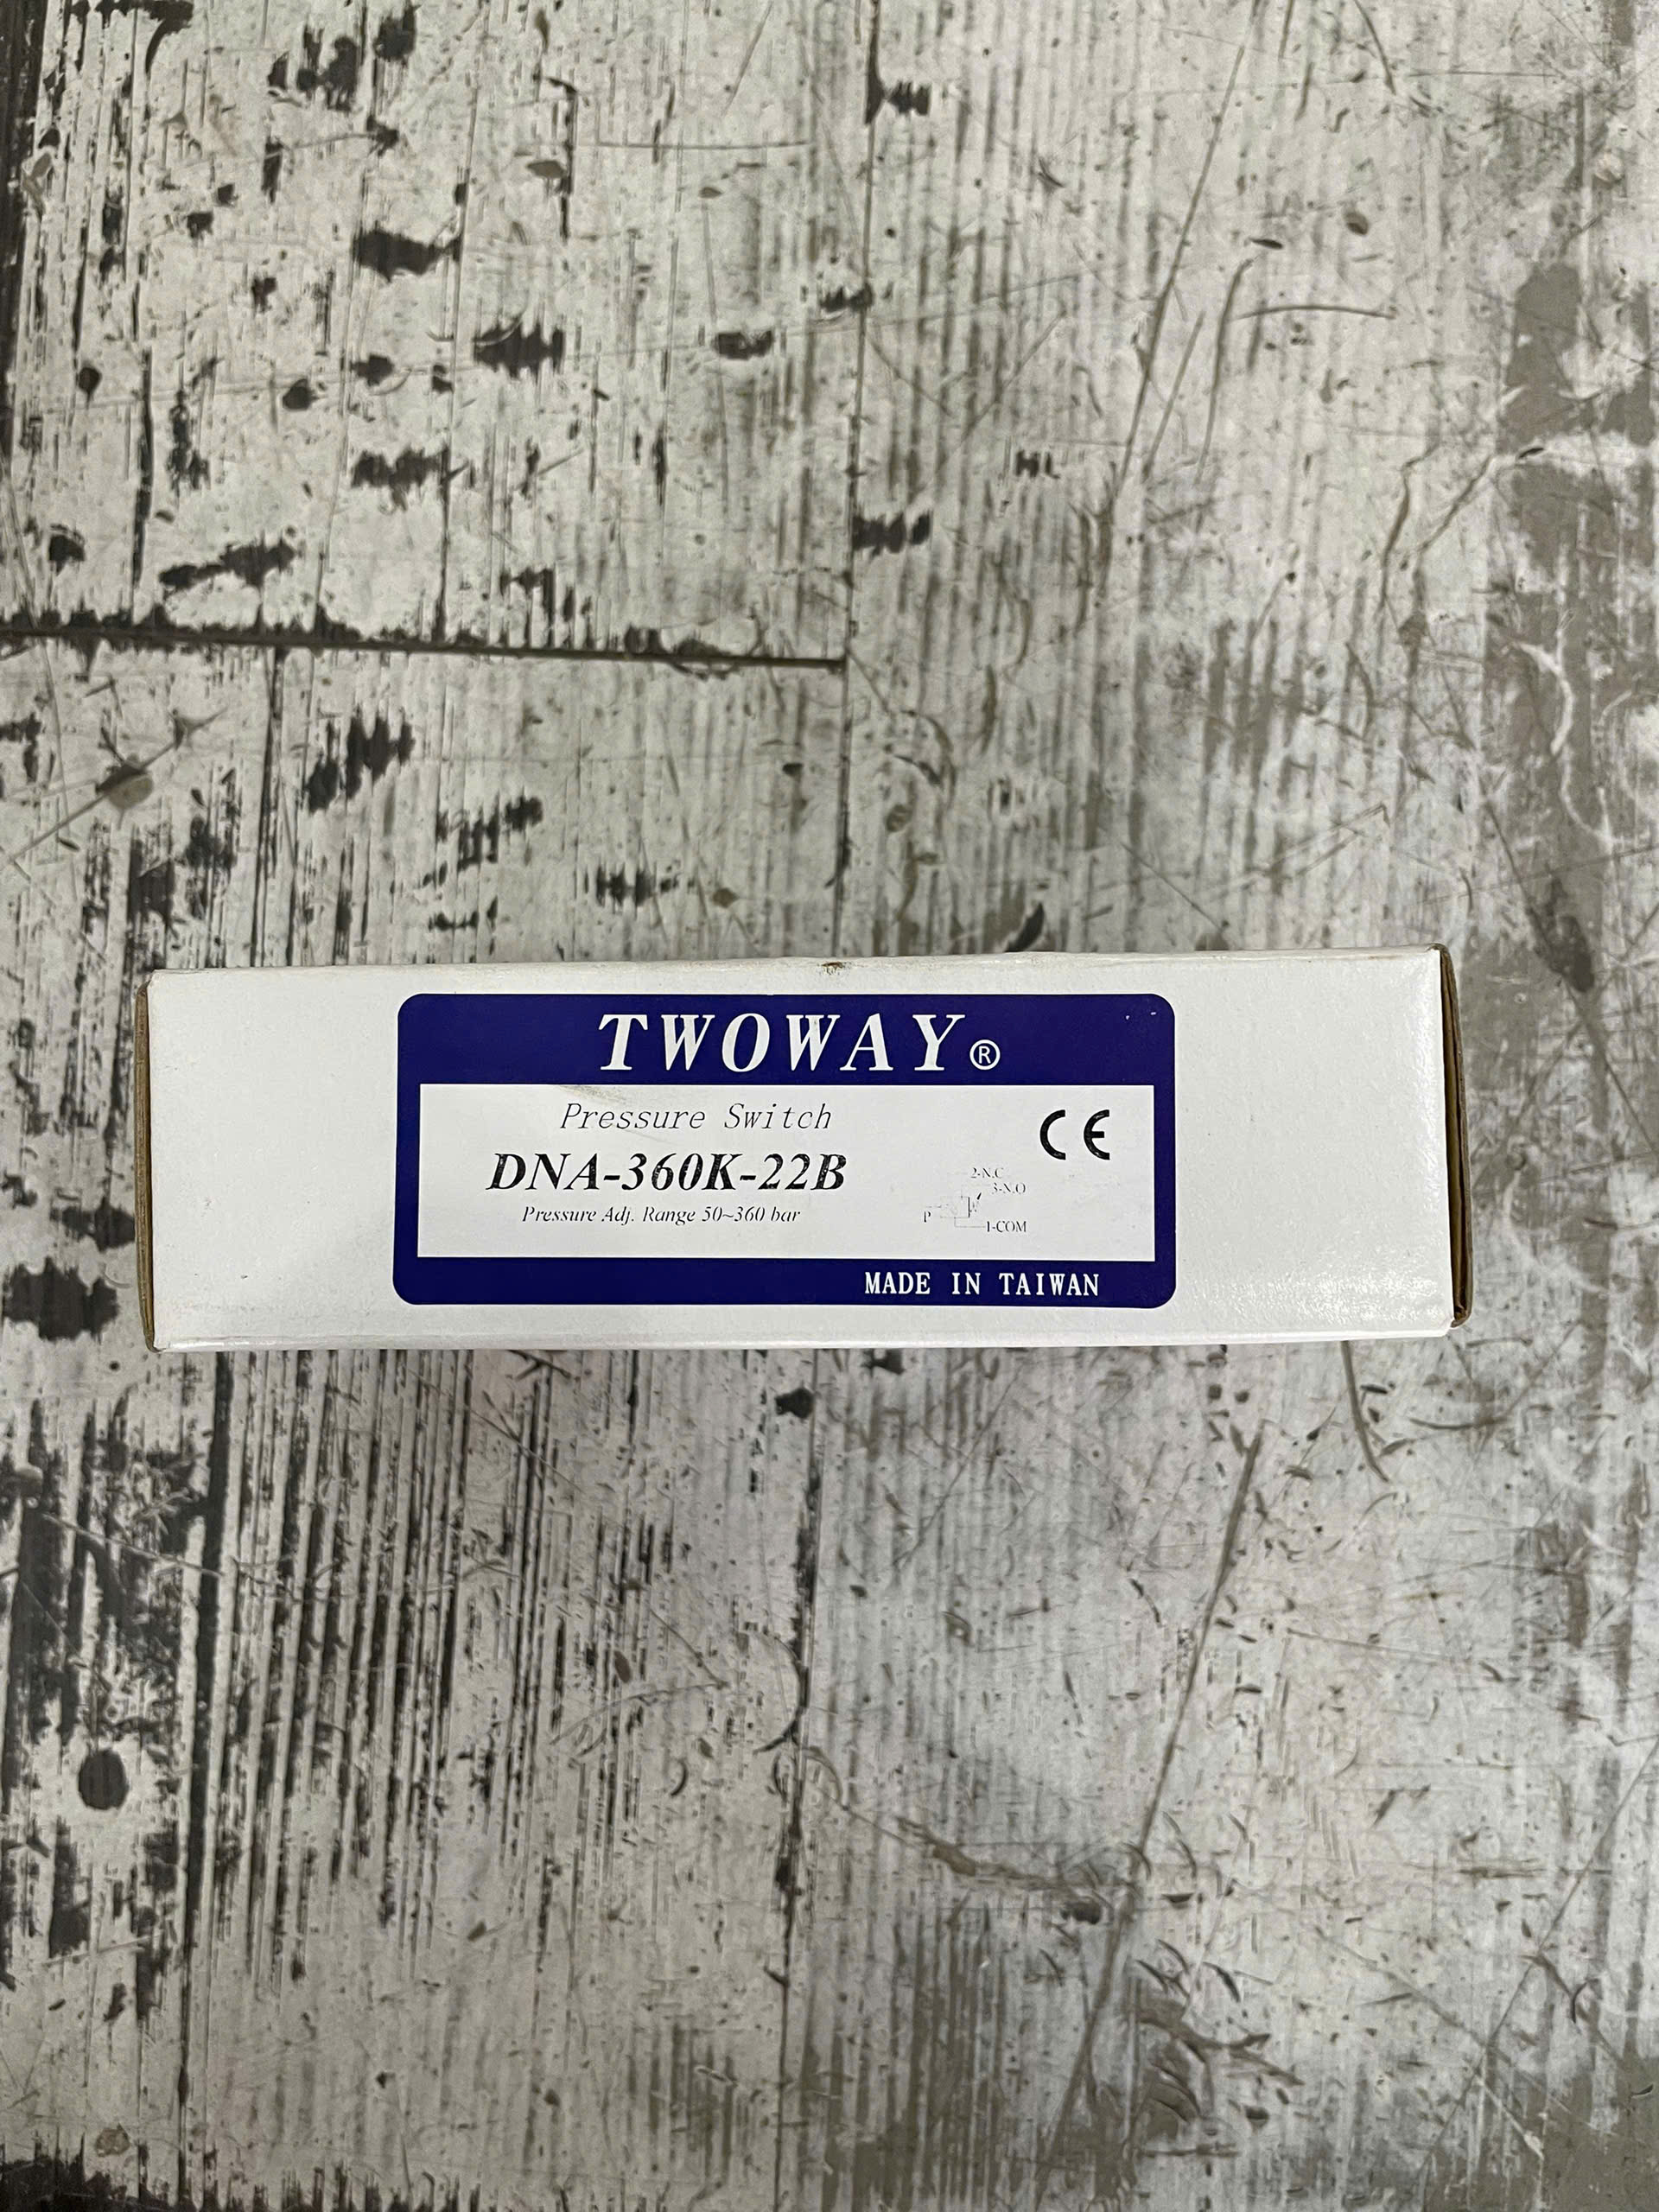 TWOWAY®
Pressure Switch
CE
DNA-360K-22B
Pressure Adj. Range 50~360 bar
2-N.C
3-N.O
P
1-COM
MADE IN TAIWAN